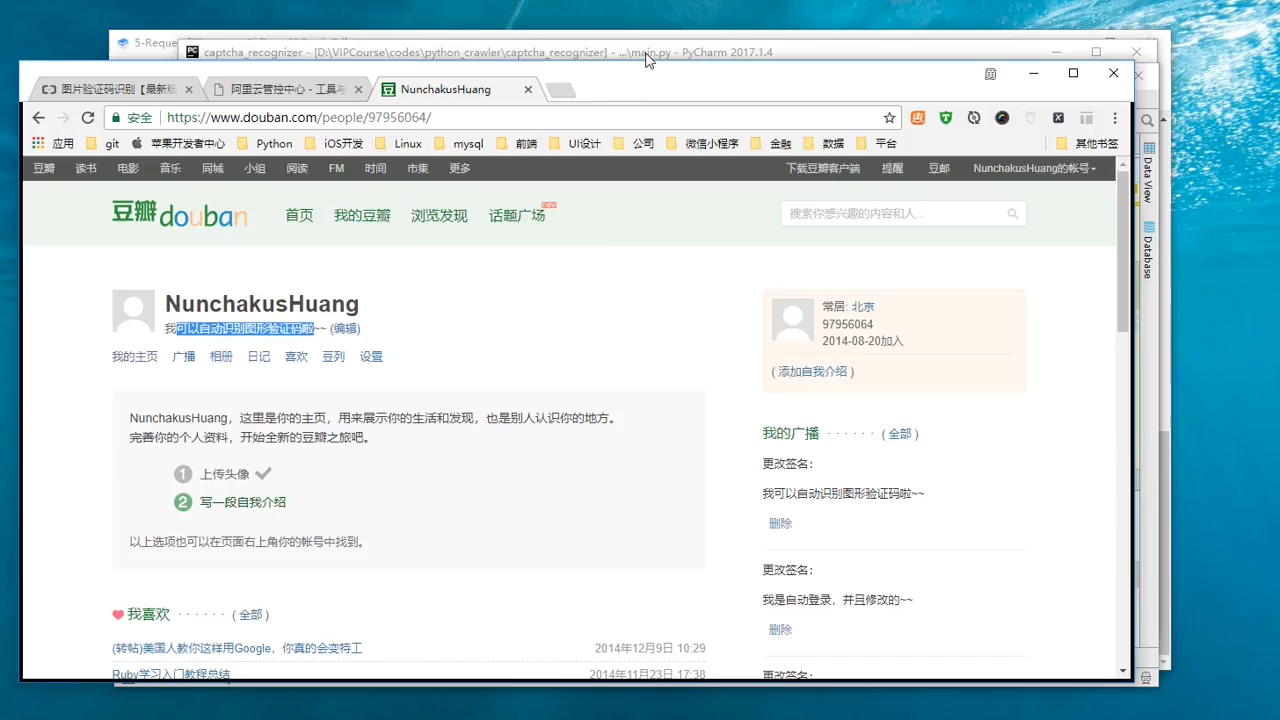 5-Reque
captcha_recognizer - [D:\VIPCourse\codes\python_crawler\captcha_recognizer] - ...\main.py - PyCharm 2017.1.4
图片验证码识别【最新版
阿里云管控中心 - 工具与
NunchakusHuang
安全 https://www.douban.com/people/97956064/
应用 git 苹果开发者中心 Python iOS开发 Linux mysql 前端 UI设计 公司 微信小程序 金融 数据 平台 其他书签
豆瓣 读书 电影 音乐 同城 小组 阅读 FM 时间 市集 更多 下载豆瓣客户端 提醒 豆邮 NunchakusHuang的帐号
豆瓣douban 首页 我的豆瓣 浏览发现 话题广场 new 搜索你感兴趣的内容和人...
NunchakusHuang
我可以自动识别图形验证码啦~~ (编辑)
我的主页 广播 相册 日记 喜欢 豆列 设置
NunchakusHuang，这里是你的主页，用来展示你的生活和发现，也是别人认识你的地方。
完善你的个人资料，开始全新的豆瓣之旅吧。
1 上传头像
2 写一段自我介绍
以上选项也可以在页面右上角你的帐号中找到。
我喜欢 · · · · · · (全部)
(转帖)美国人教你这样用Google，你真的会变特工 2014年12月9日 10:29
Ruby学习入门教程总结 2014年11月23日 17:38
常居: 北京
97956064
2014-08-20加入
(添加自我介绍)
我的广播 · · · · · · (全部)
更改签名：
我可以自动识别图形验证码啦~~
删除
更改签名：
我是自动登录，并且修改的~~
删除
更改签名：
Data View
Database